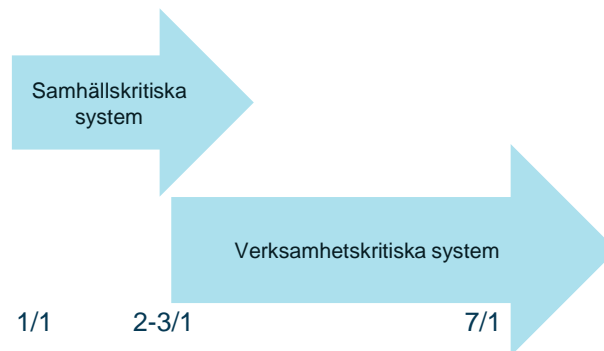 Samhällskritiska
system
Verksamhetskritiska system
1/1 2-3/1 7/1